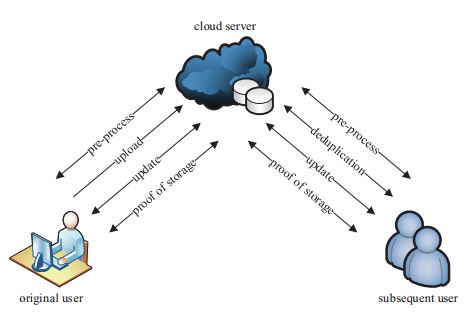 cloud server
pre-process
upload
update
proof of storage
pre-process
deduplication
update
proof of storage
original user
subsequent user